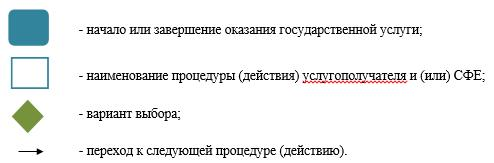 - начало или завершение оказания государственной услуги;
- наименование процедуры (действия) услугополучателя и (или) СФЕ;
- вариант выбора;
- переход к следующей процедуре (действию).